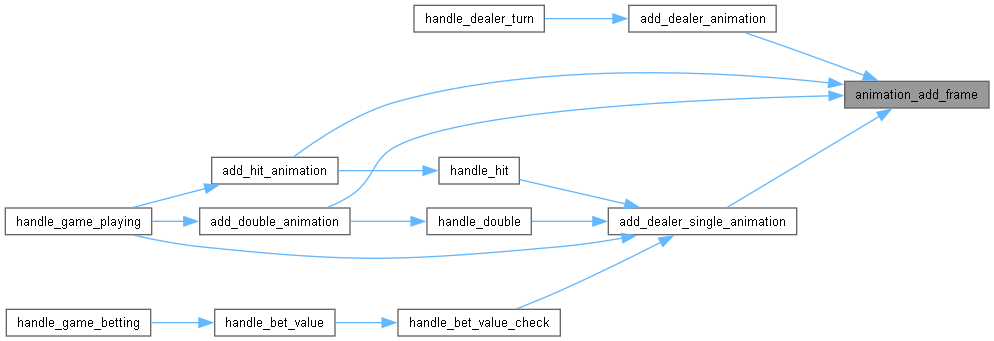 handle_dealer_turn
add_dealer_animation
animation_add_frame
add_hit_animation
handle_hit
handle_game_playing
add_double_animation
handle_double
add_dealer_single_animation
handle_game_betting
handle_bet_value
handle_bet_value_check